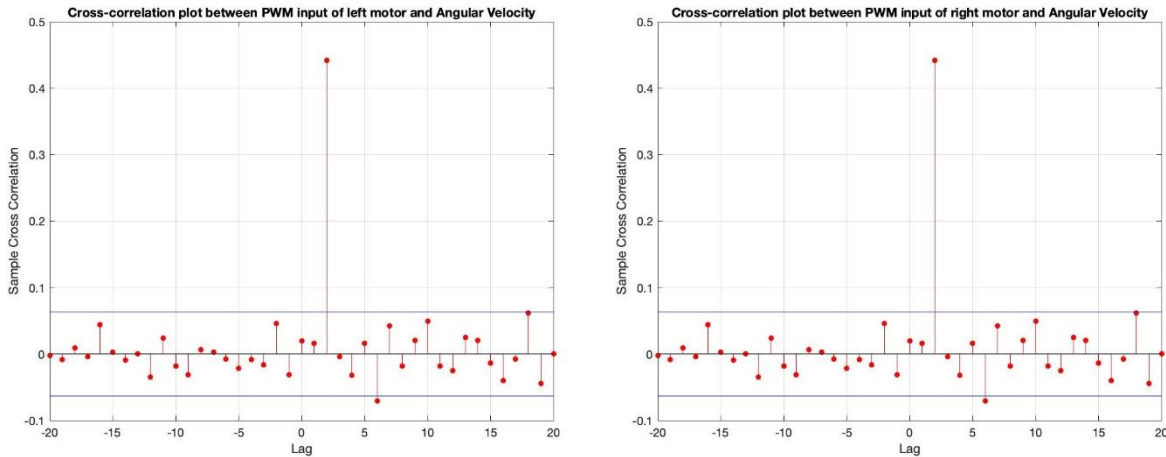 Cross-correlation plot between PWM input of left motor and Angular Velocity
0.5
0.4
0.3
0.2
0.1
0
-0.1
Sample Cross Correlation
-20 -15 -10 -5 0 5 10 15 20
Lag
Cross-correlation plot between PWM input of right motor and Angular Velocity
0.5
0.4
0.3
0.2
0.1
0
-0.1
Sample Cross Correlation
-20 -15 -10 -5 0 5 10 15 20
Lag